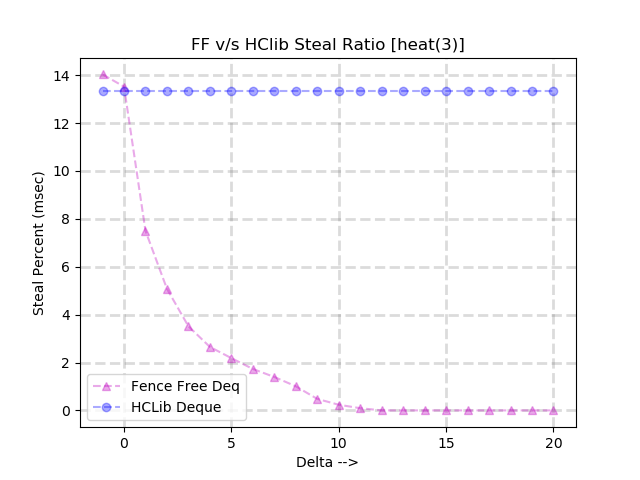 FF v/s HClib Steal Ratio [heat(3)]
14
12
10
8
6
4
2
0
Steal Percent (msec)
Fence Free Deq
HCLib Deque
0 5 10 15 20
Delta -->